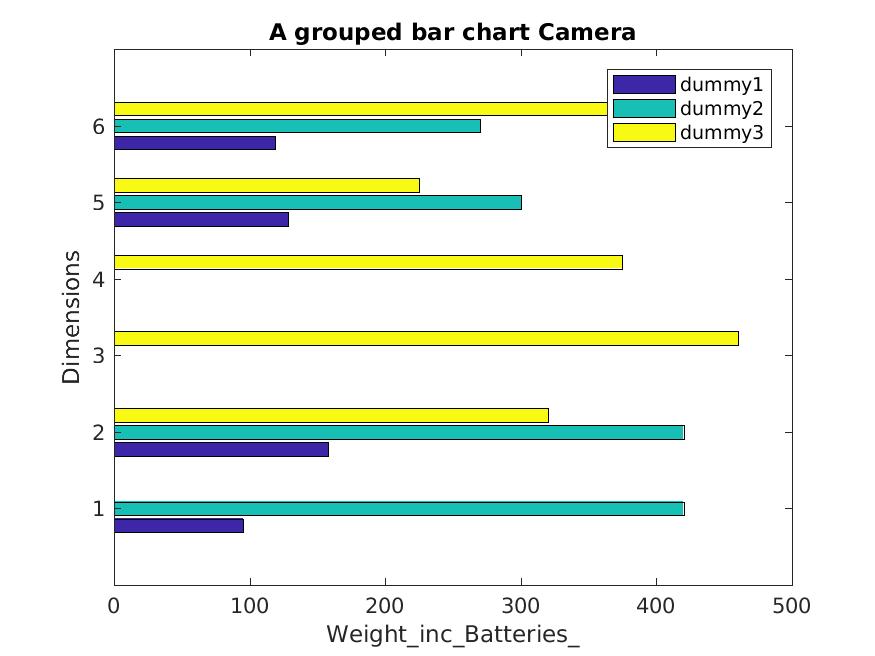 A grouped bar chart Camera
dummy1
dummy2
dummy3
6
5
4
3
2
1
Dimensions
0 100 200 300 400 500
Weight_inc_Batteries_